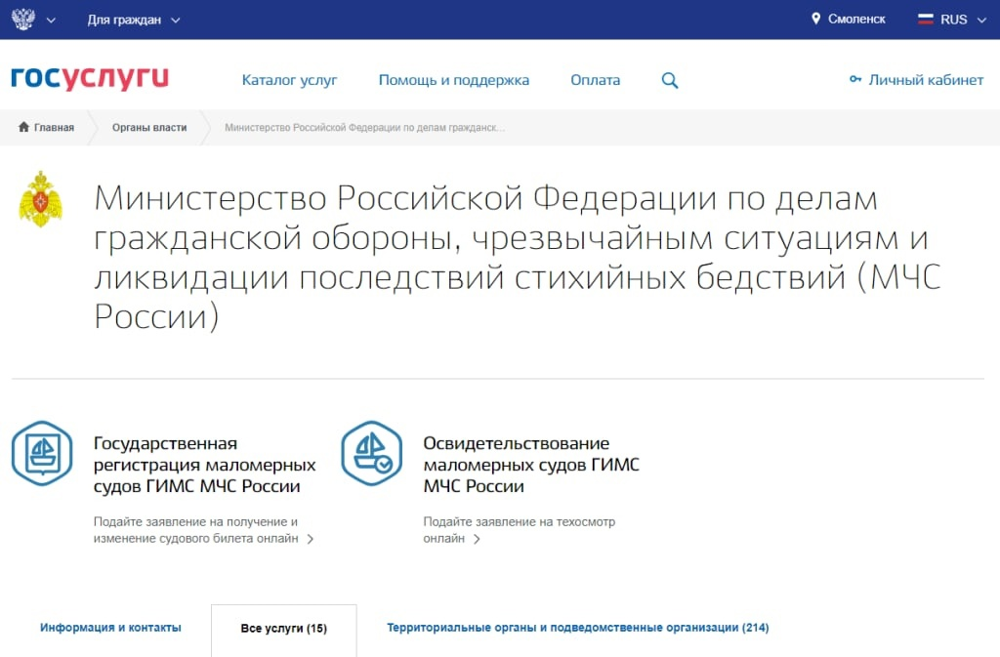 Для граждан
Смоленск
RUS
госуслуги
Каталог услуг
Помощь и поддержка
Оплата
Личный кабинет
Главная
Органы власти
Министерство Российской Федерации по делам гражданск...
Министерство Российской Федерации по делам
гражданской обороны, чрезвычайным ситуациям и
ликвидации последствий стихийных бедствий (МЧС
России)
Государственная
регистрация маломерных
судов ГИМС МЧС России
Подайте заявление на получение и
изменение судового билета онлайн
Освидетельствование
маломерных судов ГИМС
МЧС России
Подайте заявление на техосмотр
онлайн
Информация и контакты
Все услуги (15)
Территориальные органы и подведомственные организации (214)